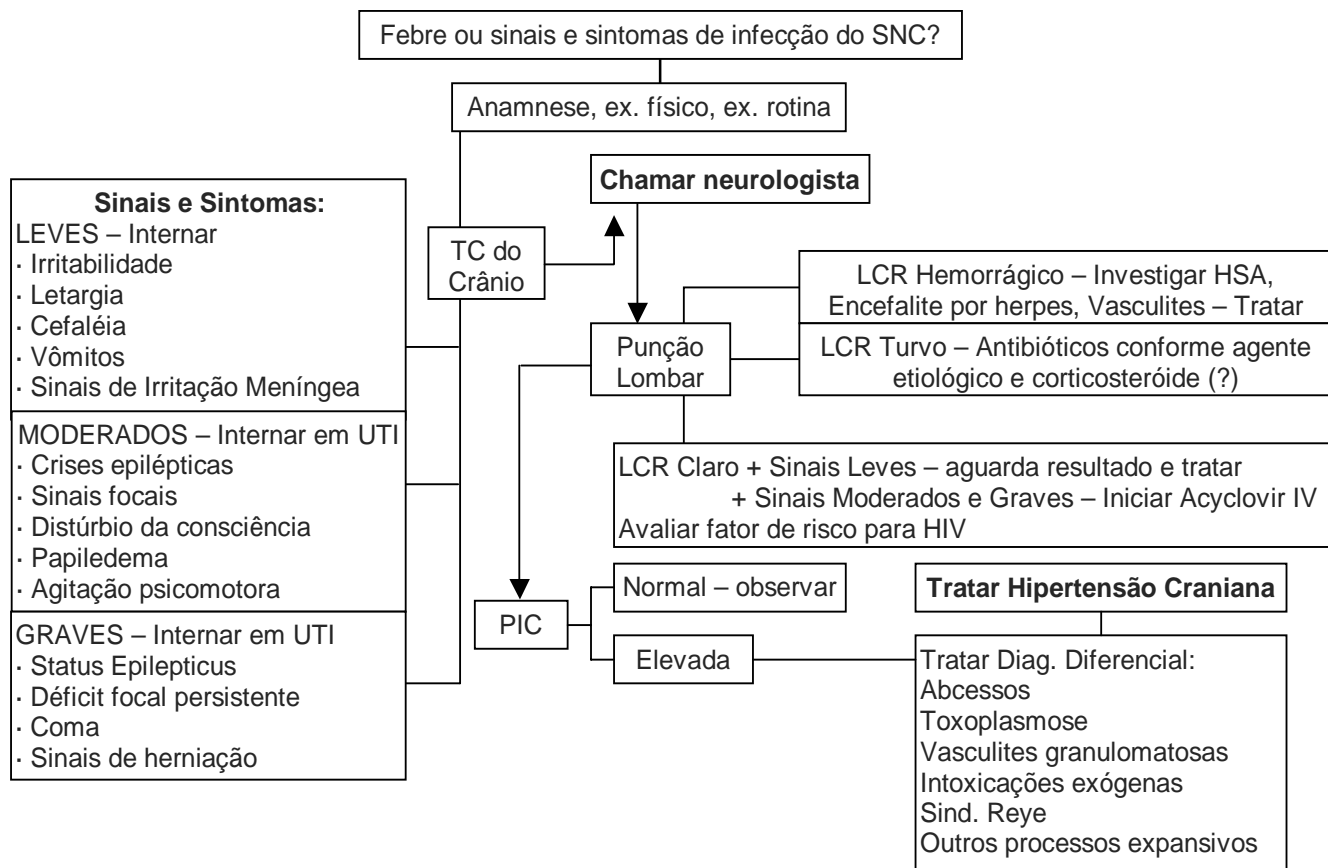 Febre ou sinais e sintomas de infecção do SNC?
Anamnese, ex. físico, ex. rotina
Chamar neurologista
Sinais e Sintomas:
LEVES – Internar
· Irritabilidade
· Letargia
· Cefaléia
· Vômitos
· Sinais de Irritação Meníngea
MODERADOS – Internar em UTI
· Crises epilépticas
· Sinais focais
· Distúrbio da consciência
· Papiledema
· Agitação psicomotora
GRAVES – Internar em UTI
· Status Epilepticus
· Déficit focal persistente
· Coma
· Sinais de herniação
TC do
Crânio
Punção
Lombar
LCR Hemorrágico – Investigar HSA,
Encefalite por herpes, Vasculites – Tratar
LCR Turvo – Antibióticos conforme agente
etiológico e corticosteróide (?)
LCR Claro + Sinais Leves – aguarda resultado e tratar
+ Sinais Moderados e Graves – Iniciar Acyclovir IV
Avaliar fator de risco para HIV
PIC
Normal – observar
Elevada
Tratar Hipertensão Craniana
Tratar Diag. Diferencial:
Abcessos
Toxoplasmose
Vasculites granulomatosas
Intoxicações exógenas
Sind. Reye
Outros processos expansivos